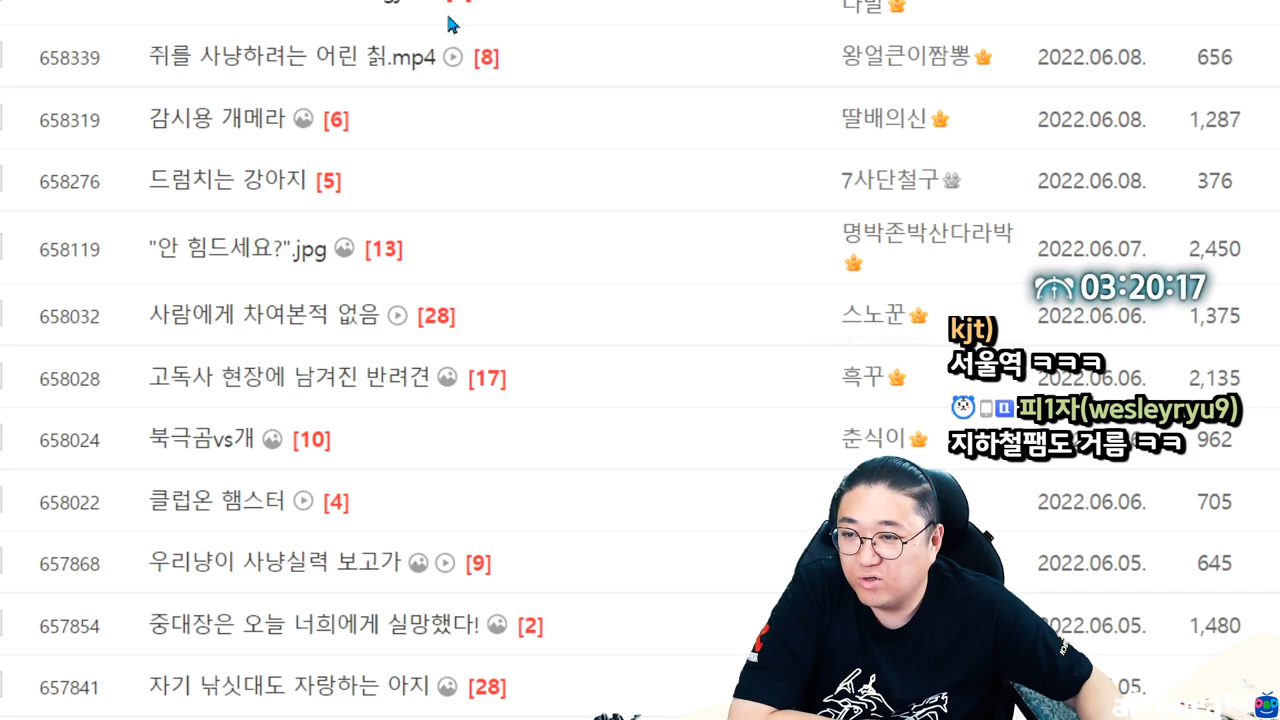 나발
658339 쥐를 사냥하려는 어린 칡.mp4 [8] 왕얼큰이짬뽕 2022.06.08. 656
658319 감시용 개메라 [6] 딸배의신 2022.06.08. 1,287
658276 드럼치는 강아지 [5] 7사단철구 2022.06.08. 376
658119 "안 힘드세요?".jpg [13] 명박존박산다라박 2022.06.07. 2,450
03:20:17
658032 사람에게 차여본적 없음 [28] 스노꾼 2022.06.06. 1,375
kjt)
서울역 ㅋㅋㅋ
658028 고독사 현장에 남겨진 반려견 [17] 흑꾸 2022.06.06. 2,135
피1자(wesleyryu9)
지하철팸도 거름 ㅋㅋ
658024 북극곰vs개 [10] 춘식이 962
658022 클럽온 햄스터 [4] 2022.06.06. 705
657868 우리냥이 사냥실력 보고가 [9] 2022.06.05. 645
657854 중대장은 오늘 너희에게 실망했다! [2] 2022.06.05. 1,480
657841 자기 낚싯대도 자랑하는 아지 [28] 05.